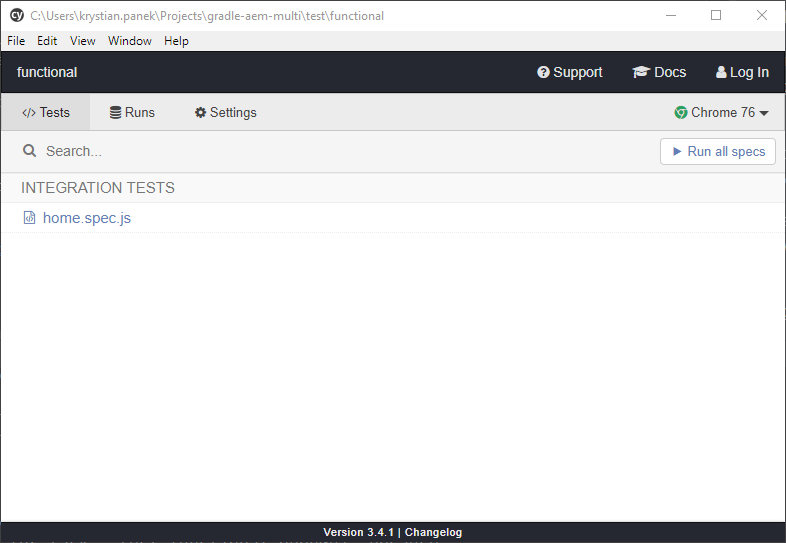 cy C:\Users\krystian.panek\Projects\gradle-aem-multi\test\functional
File Edit View Window Help
functional Support Docs Log In
</> Tests Runs Settings Chrome 76
Search... Run all specs
INTEGRATION TESTS
home.spec.js
Version 3.4.1 | Changelog